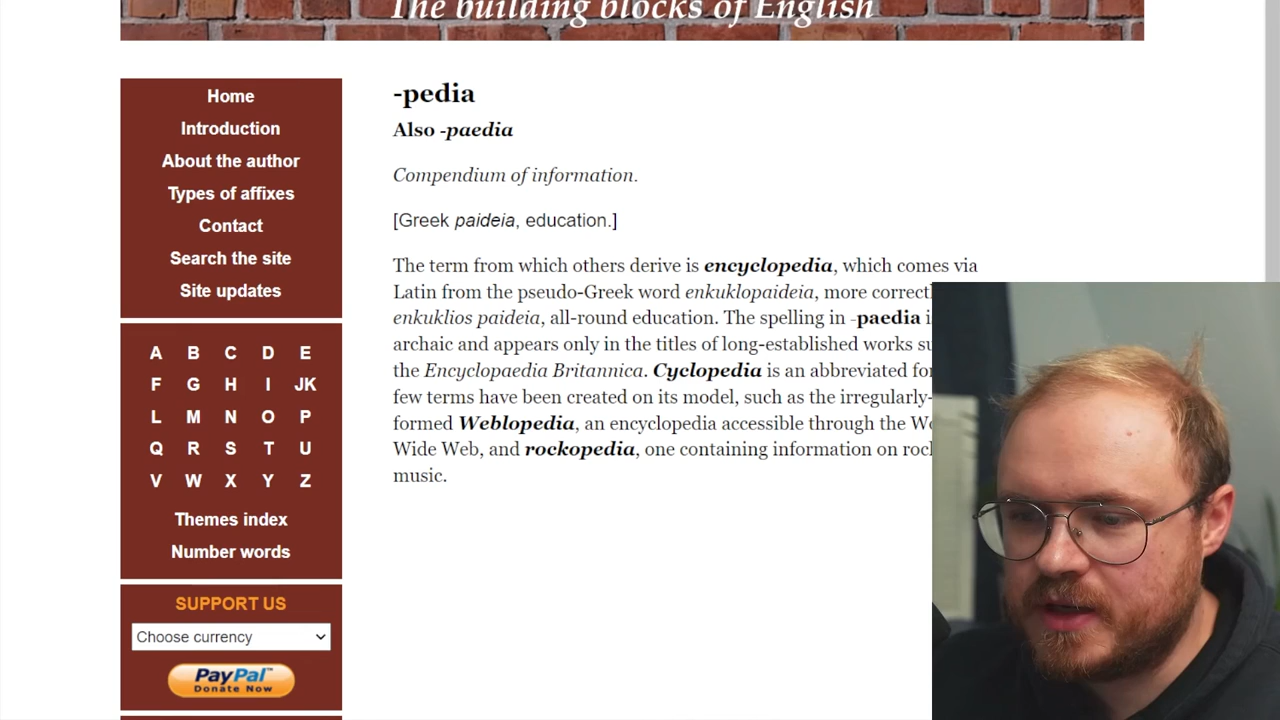 The building blocks of English
Home
Introduction
About the author
Types of affixes
Contact
Search the site
Site updates
A B C D E
F G H I JK
L M N O P
Q R S T U
V W X Y Z
Themes index
Number words
SUPPORT US
Choose currency
PayPal™
Donate Now
-pedia
Also -paedia
Compendium of information.
[Greek paideia, education.]
The term from which others derive is encyclopedia, which comes via
Latin from the pseudo-Greek word enkuklopaideia, more
enkuklios paideia, all-round education. The spelling in -paedia
archaic and appears only in the titles of long-established works
the Encyclopaedia Britannica. Cyclopedia is an abbreviated
few terms have been created on its model, such as the irregularly-
formed Weblopedia, an encyclopedia accessible through the
Wide Web, and rockopedia, one containing information on
music.